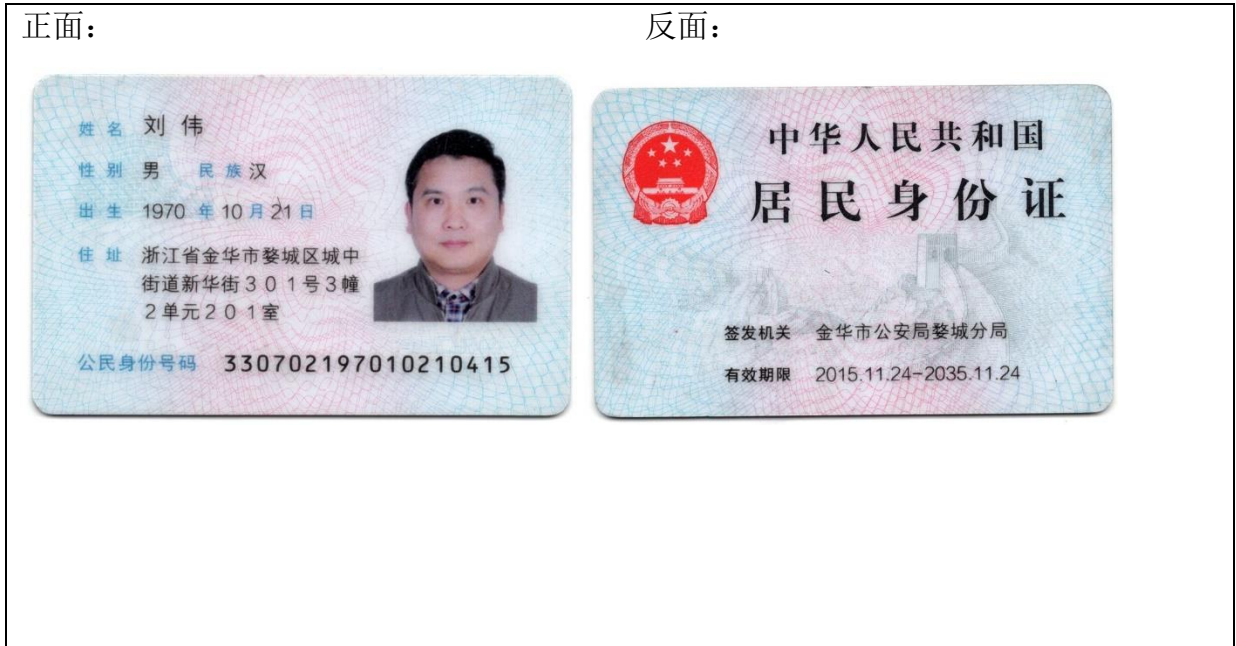 正面：
反面：
姓名 刘伟
性别 男 民族 汉
出生 1970 年 10 月 21 日
住址 浙江省金华市婺城区城中
街道新华街３０１号３幢
２单元２０１室
公民身份号码 330702197010210415
中华人民共和国
居民身份证
签发机关 金华市公安局婺城分局
有效期限 2015.11.24-2035.11.24